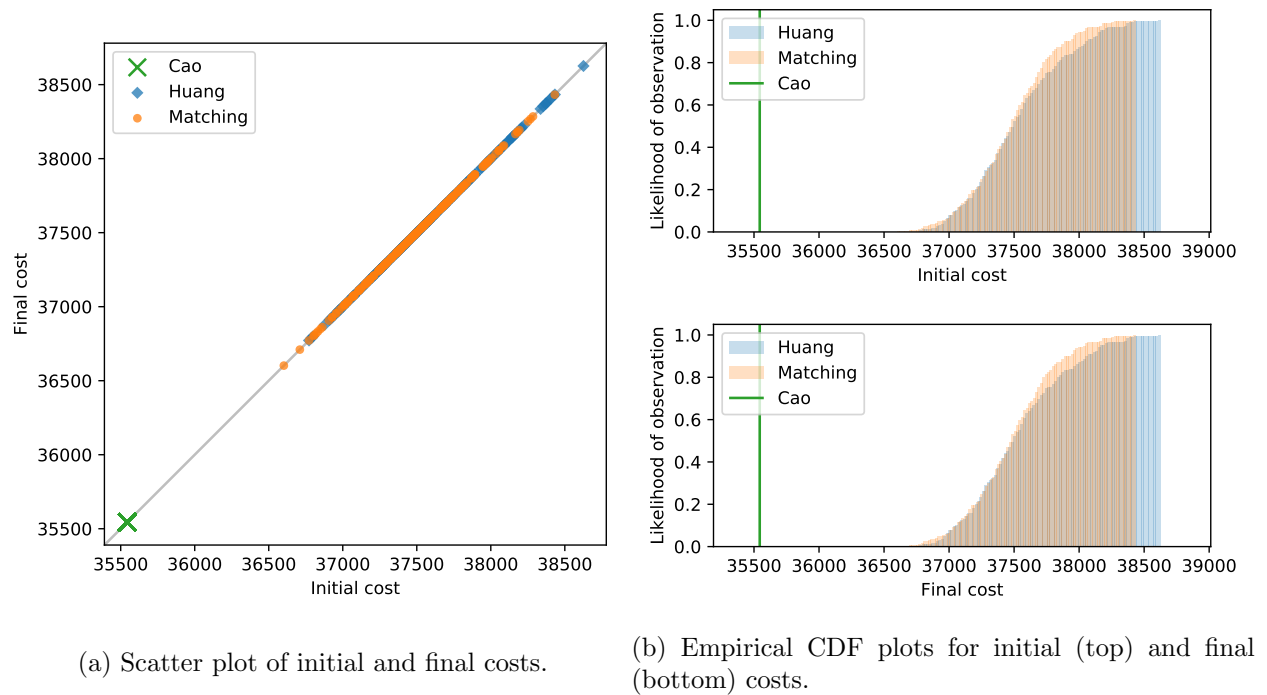 Cao
Huang
Matching
38500
38000
37500
37000
36500
36000
35500
Final cost
35500 36000 36500 37000 37500 38000 38500
Initial cost
(a) Scatter plot of initial and final costs.
Huang
Matching
Cao
1.0
0.8
0.6
0.4
0.2
0.0
Likelihood of observation
35500 36000 36500 37000 37500 38000 38500 39000
Initial cost
Huang
Matching
Cao
1.0
0.8
0.6
0.4
0.2
0.0
Likelihood of observation
35500 36000 36500 37000 37500 38000 38500 39000
Final cost
(b) Empirical CDF plots for initial (top) and final
(bottom) costs.